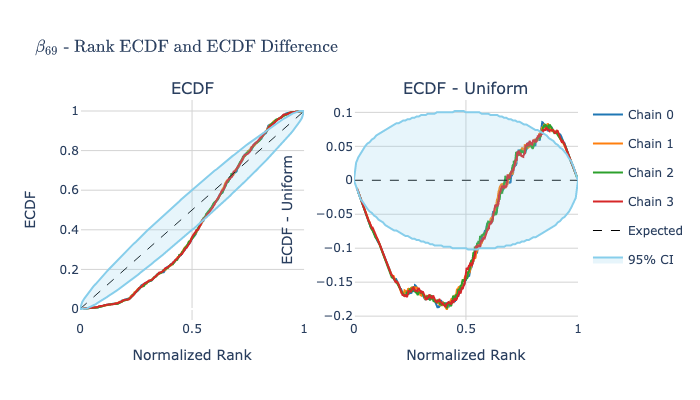 β₆₉ - Rank ECDF and ECDF Difference
ECDF
ECDF
1
0.8
0.6
0.4
0.2
0
0
0.5
1
Normalized Rank
ECDF - Uniform
ECDF - Uniform
0.1
0.05
0
−0.05
−0.1
−0.15
−0.2
0
0.5
1
Normalized Rank
Chain 0
Chain 1
Chain 2
Chain 3
Expected
95% CI